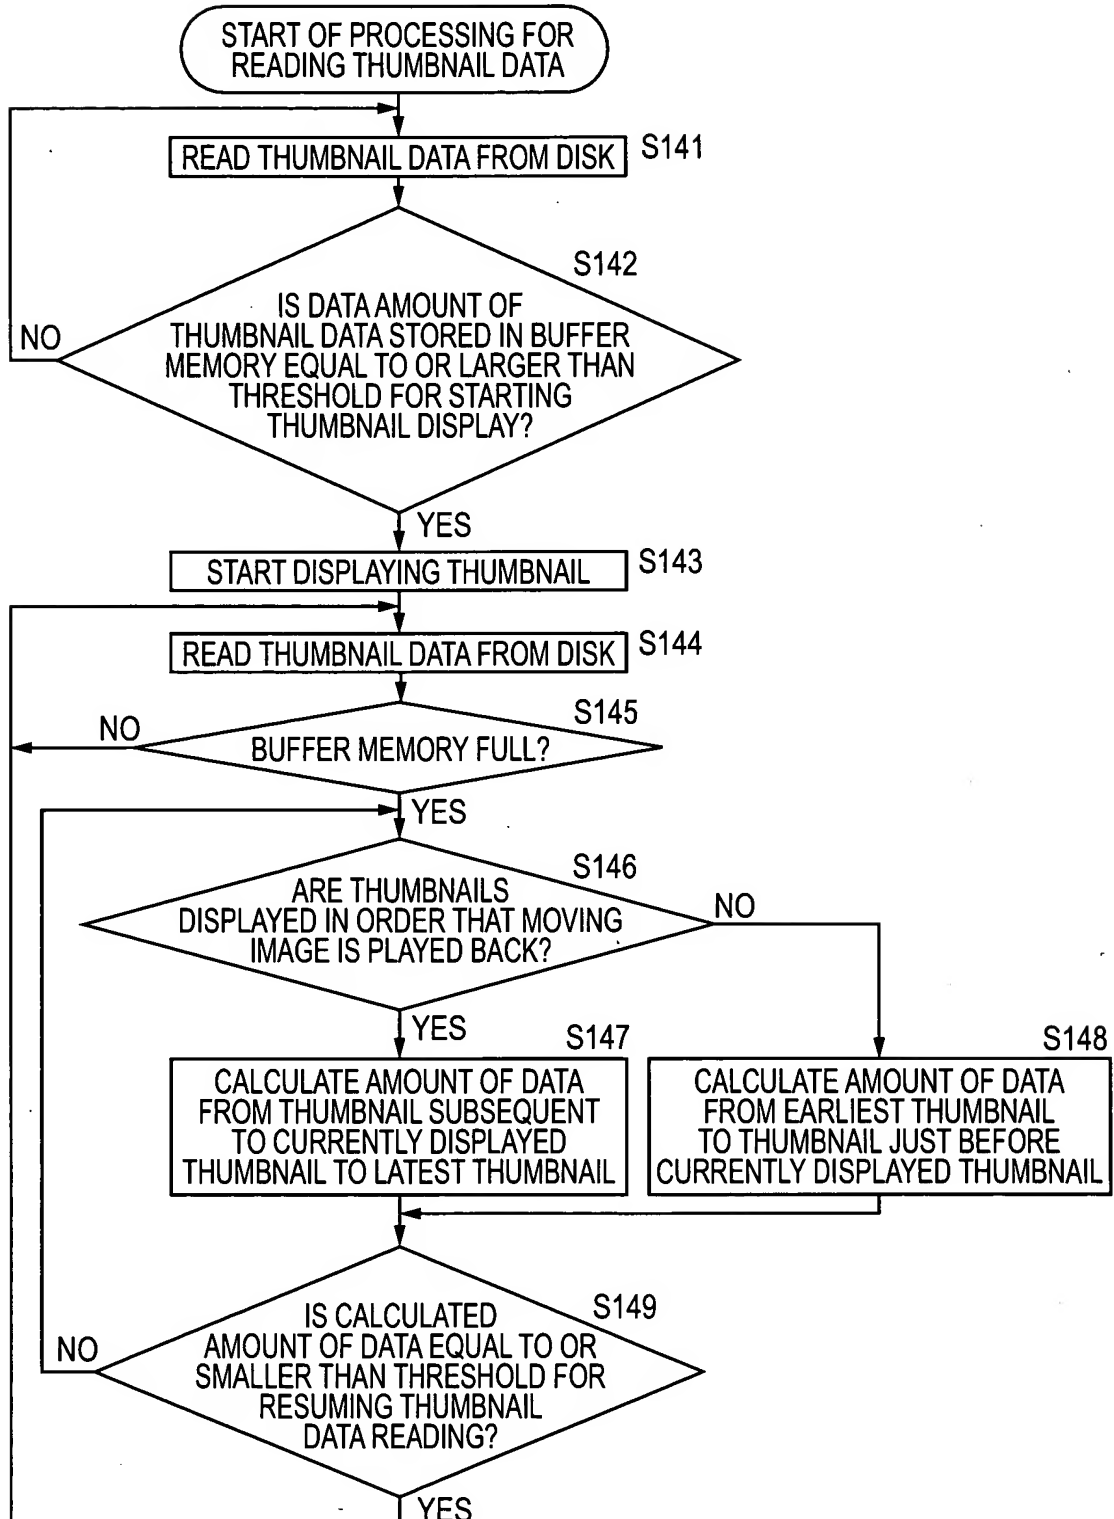 START OF PROCESSING FOR
READING THUMBNAIL DATA
READ THUMBNAIL DATA FROM DISK
S141
S142
IS DATA AMOUNT OF
THUMBNAIL DATA STORED IN BUFFER
MEMORY EQUAL TO OR LARGER THAN
THRESHOLD FOR STARTING
THUMBNAIL DISPLAY?
NO
YES
START DISPLAYING THUMBNAIL
S143
READ THUMBNAIL DATA FROM DISK
S144
S145
NO
BUFFER MEMORY FULL?
YES
S146
ARE THUMBNAILS
DISPLAYED IN ORDER THAT MOVING
IMAGE IS PLAYED BACK?
NO
YES
S147
CALCULATE AMOUNT OF DATA
FROM THUMBNAIL SUBSEQUENT
TO CURRENTLY DISPLAYED
THUMBNAIL TO LATEST THUMBNAIL
S148
CALCULATE AMOUNT OF DATA
FROM EARLIEST THUMBNAIL
TO THUMBNAIL JUST BEFORE
CURRENTLY DISPLAYED THUMBNAIL
S149
IS CALCULATED
AMOUNT OF DATA EQUAL TO OR
SMALLER THAN THRESHOLD FOR
RESUMING THUMBNAIL
DATA READING?
NO
YES